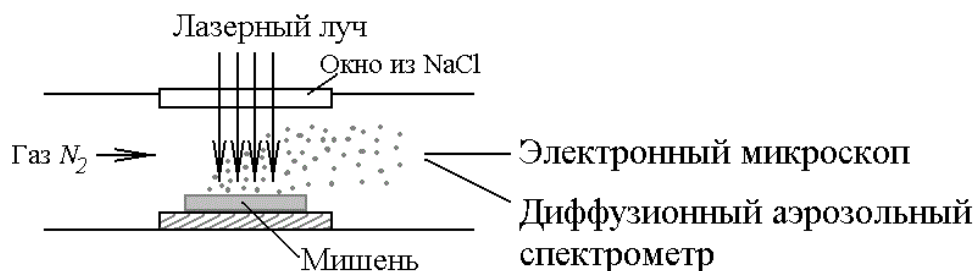 Лазерный луч
Окно из NaCl
Газ N₂
Электронный микроскоп
Диффузионный аэрозольный
спектрометр
Мишень